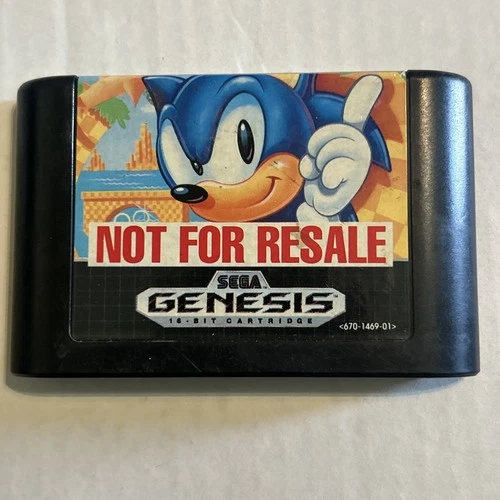 NOT FOR RESALE
SEGA
GENESIS
16-BIT CARTRIDGE
<670-1469-01>